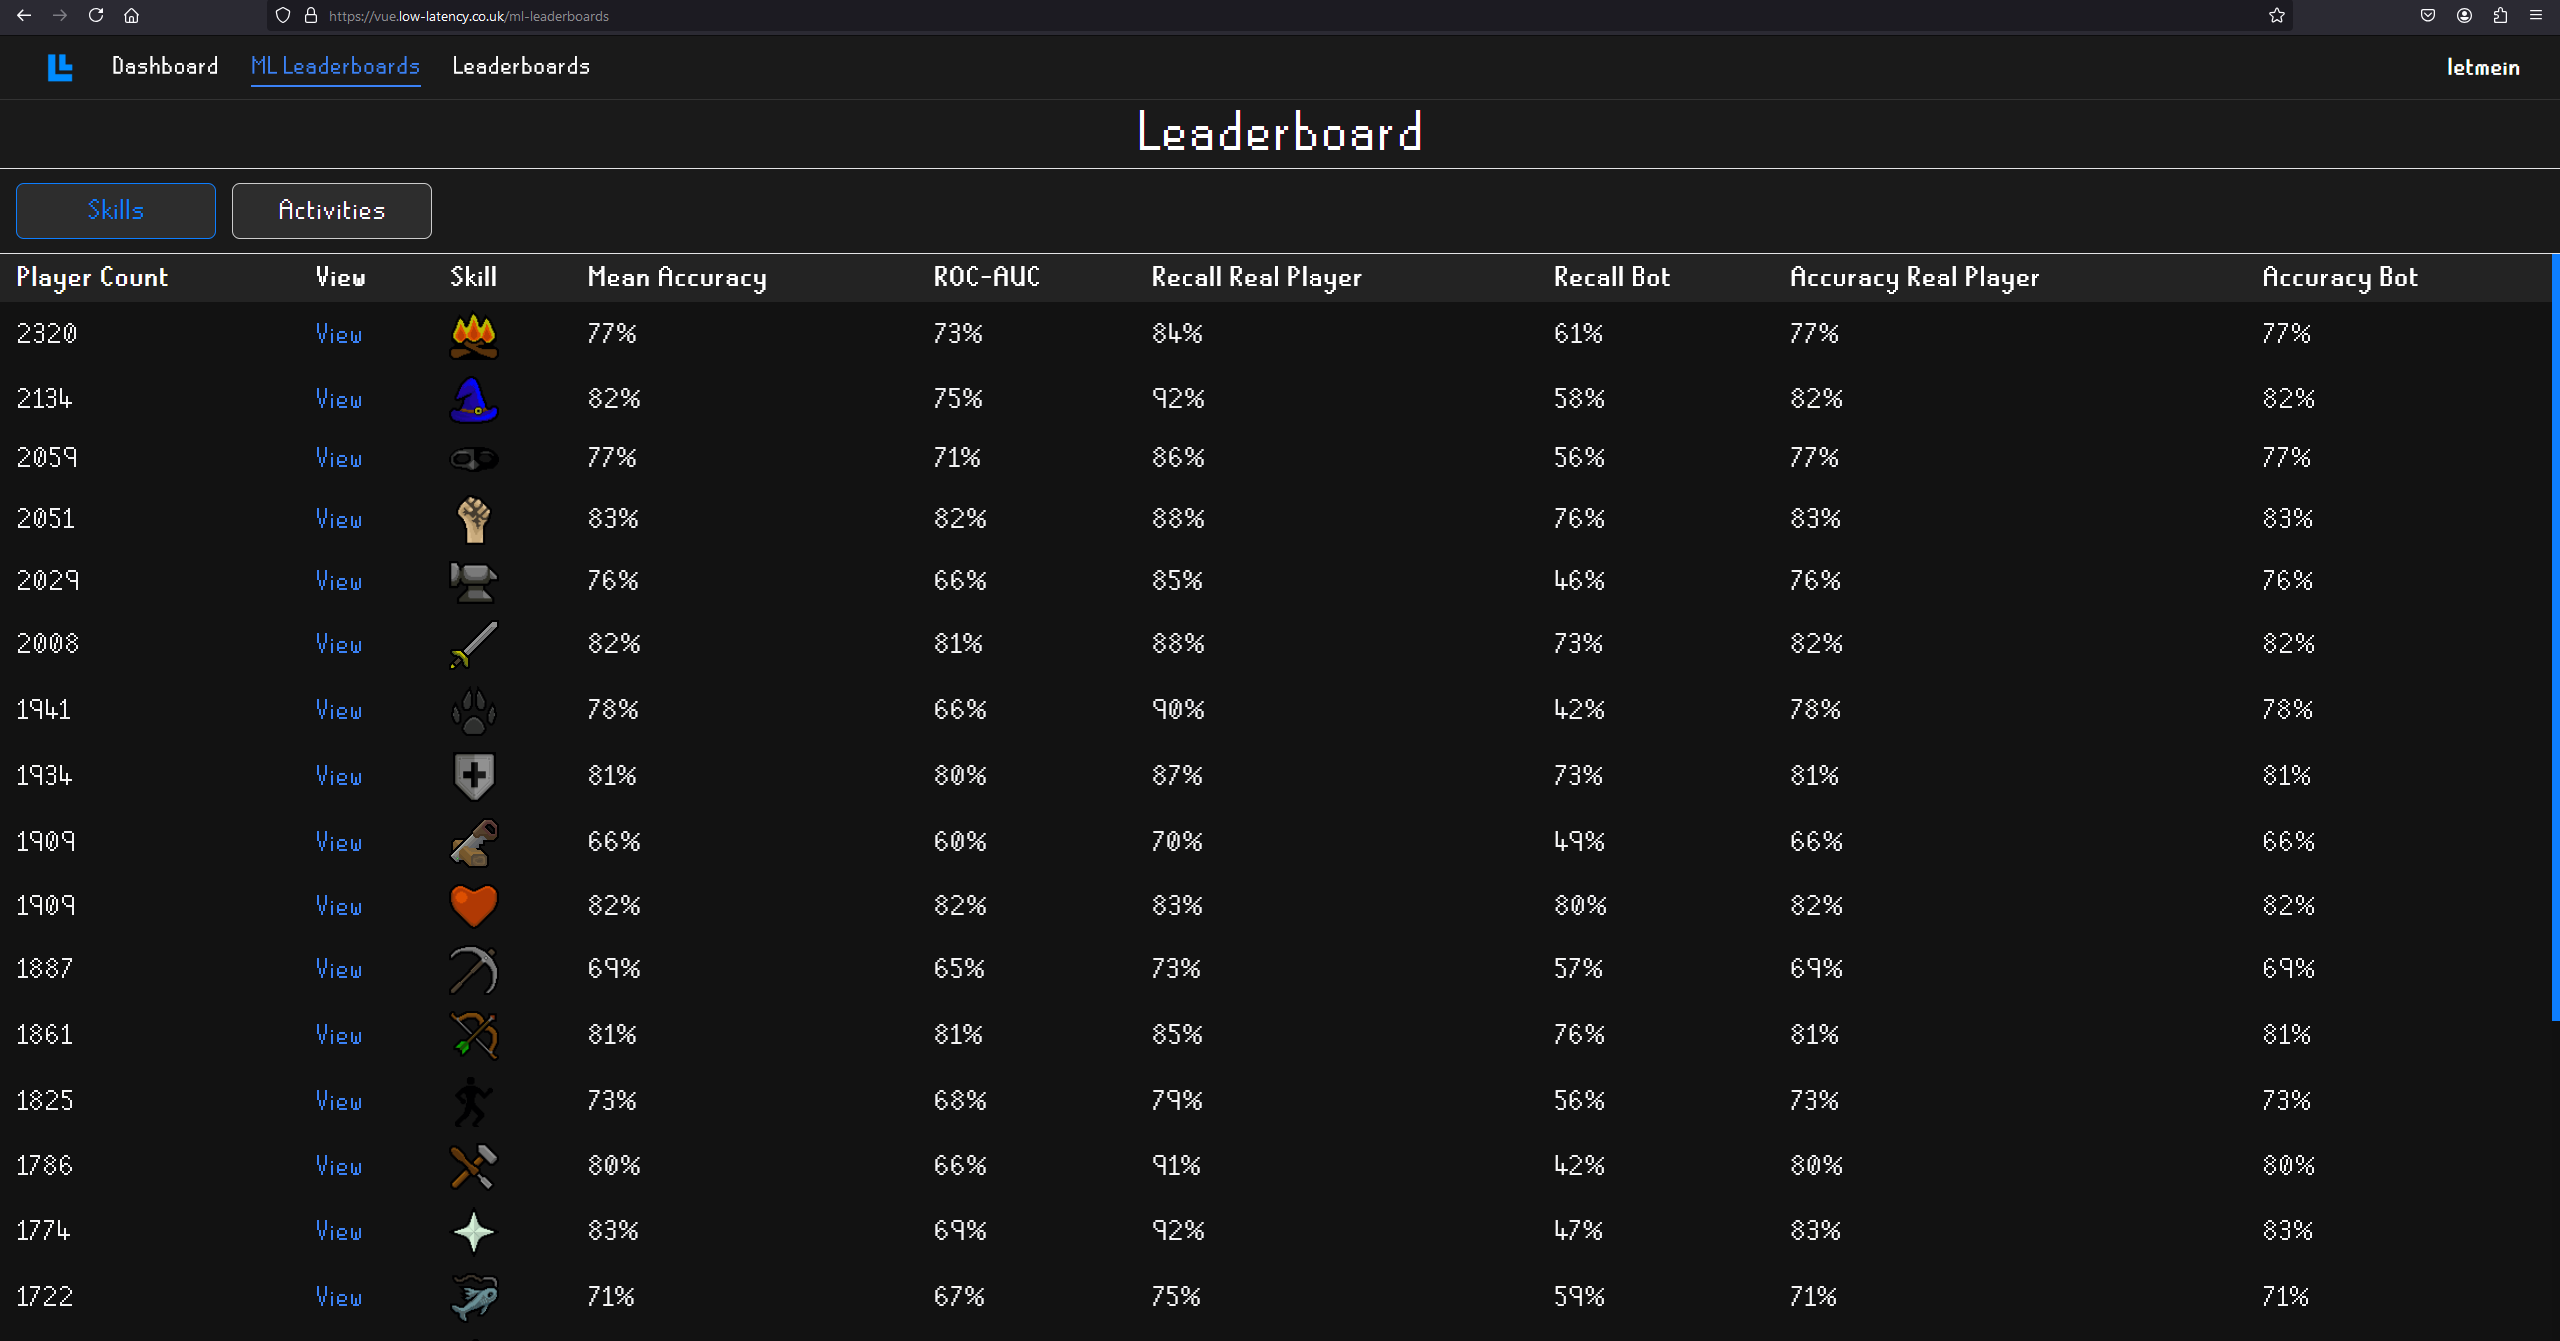 https://vue.low-latency.co.uk/ml-leaderboards
Dashboard ML Leaderboards Leaderboards letmein
Leaderboard
Skills Activities
Player Count View Skill Mean Accuracy ROC-AUC Recall Real Player Recall Bot Accuracy Real Player Accuracy Bot
2320 View 77% 73% 84% 61% 77% 77%
2134 View 82% 75% 92% 58% 82% 82%
2059 View 77% 71% 86% 56% 77% 77%
2051 View 83% 82% 88% 76% 83% 83%
2029 View 76% 66% 85% 46% 76% 76%
2008 View 82% 81% 88% 73% 82% 82%
1941 View 78% 66% 90% 42% 78% 78%
1934 View 81% 80% 87% 73% 81% 81%
1909 View 66% 60% 70% 49% 66% 66%
1909 View 82% 82% 83% 80% 82% 82%
1887 View 69% 65% 73% 57% 69% 69%
1861 View 81% 81% 85% 76% 81% 81%
1825 View 73% 68% 79% 56% 73% 73%
1786 View 80% 66% 91% 42% 80% 80%
1774 View 83% 69% 92% 47% 83% 83%
1722 View 71% 67% 75% 59% 71% 71%